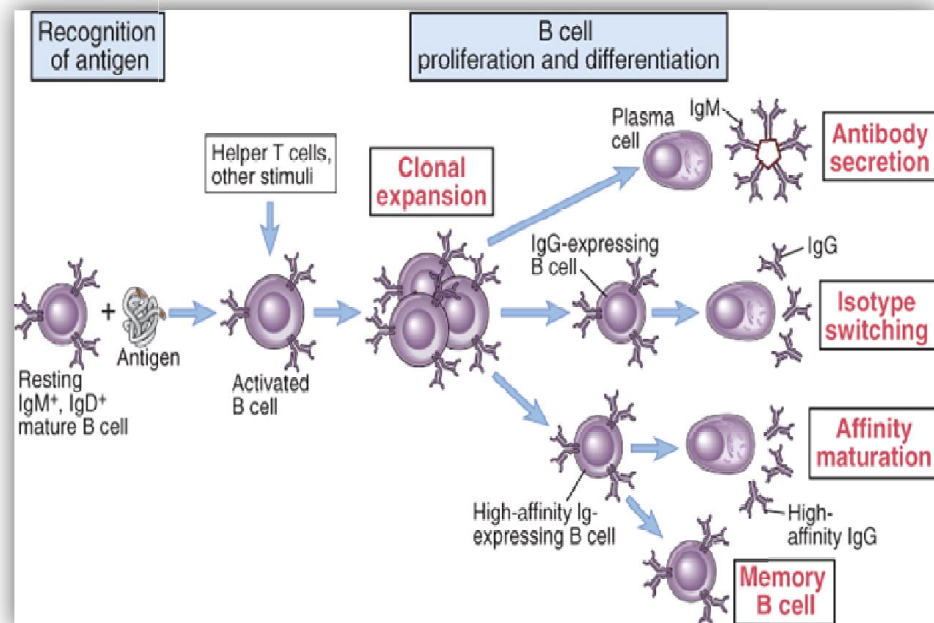 Recognition
of antigen
B cell
proliferation and differentiation
Helper T cells,
other stimuli
Clonal
expansion
Plasma
cell
IgM
Antibody
secretion
IgG-expressing
B cell
IgG
Isotype
switching
+
Antigen
Resting
IgM⁺, IgD⁺
mature B cell
Activated
B cell
Affinity
maturation
High-affinity Ig-
expressing B cell
High-
affinity IgG
Memory
B cell